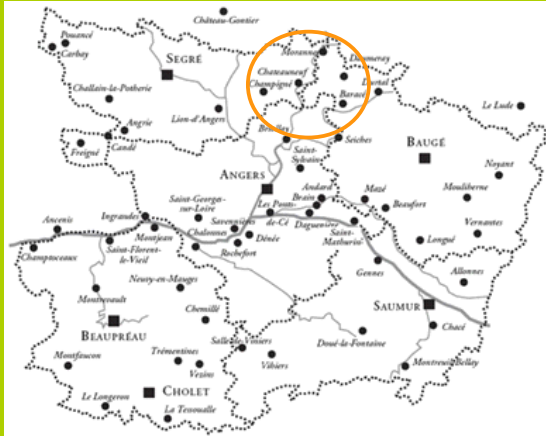 Château-Gontier
Pouancé
Carbay
SEGRÉ
Morannes
Daumeray
Chateauneuf
Champigné
Durtal
Baracé
Challain-la-Potherie
Lion-d'Angers
Le Lude
Angrie
Candé
Freigné
Briollay
Seiches
Saint-
Sylvain
BAUGÉ
Noyant
ANGERS
Andard
Brain
Mazé
Mouliherne
Saint-Georges-
sur-Loire
Les Ponts-
de-Cé
Beaufort
Ancenis
Ingrandes
Savennières
Daguenière
Saint-
Mathurin
Vernantes
Montjean
Chalonnes
Dénée
Longué
Champtoceaux
Saint-Florent-
le-Vieil
Rochefort
Gennes
Allonnes
Neuvy-en-Mauges
Montrevault
Chemillé
SAUMUR
BEAUPRÉAU
Chacé
Salle-de-Vihiers
Doué-la-Fontaine
Montfaucon
Trémentines
Vezins
Vihiers
Montreuil-Bellay
CHOLET
Le Longeron
La Tessoualle